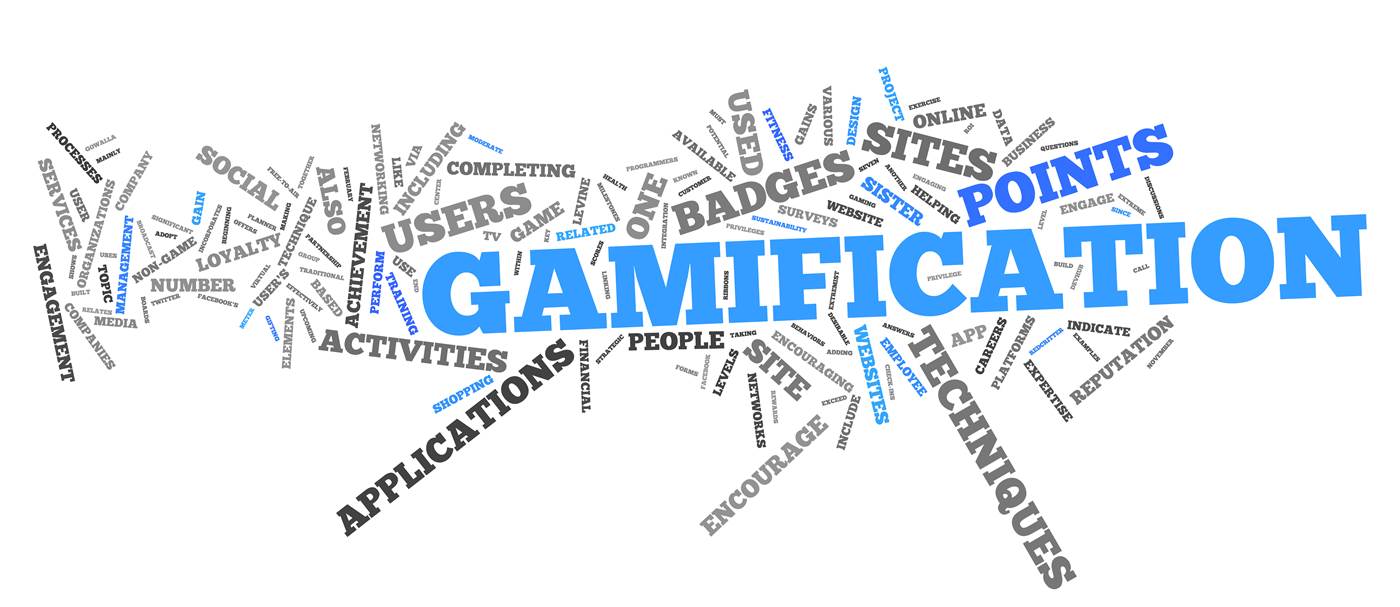 PROCESSES
GOWALLA
MAINLY
SERVICES
USER
ORGANIZATIONS
COMPANY
ENGAGEMENT
SHOWS
USES
TOPIC
MANAGEMENT
BUILT
RELATES
COMPANIES
MEDIA
BOARDS
TWITTER
BROADCAST
SIGNIFICANT
ADOPT
NON-GAME
NUMBER
FACEBOOK'S
GAIN
INCORPORATES
BEGINNING
LOYALTY
OFFERS
PLANNER
MAKING
SOCIAL
FREE-TO-AIR
TOGETHER
USER'S
TECHNIQUE
VIRTUAL
METER
GIFTING
ELEMENTS
EFFECTIVELY
UPCOMING
GROUP
TRADITIONAL
PARTNERSHIP
BASED
ALSO
FEBRUARY
ACHIEVEMENT
PERFORM
TRAINING
USE
END
NETWORKING
LIKE
VIA
INCLUDING
MODERATE
CENTER
COMPLETING
USERS
TV
GAME
KEY
LEVINE
RELATED
HEALTH
MILESTONES
WITHIN
SCORES
LINKING
ACTIVITIES
SHOPPING
APPLICATIONS
FINANCIAL
STRATEGIC
PEOPLE
PROGRAMMERS
KNOWN
CUSTOMER
ONE
INTEGRATION
AVAILABLE
POTENTIAL
MUST
USED
FITNESS
GAINS
VARIOUS
DESIGN
PROJECT
EXERCISE
ONLINE
ROI
DATA
BUSINESS
QUESTIONS
SITES
BADGES
SEVEN
ANOTHER
ENGAGING
HELPING
SISTER
GAMING
WEBSITE
SURVEYS
SUSTAINABILITY
PRIVILEGES
POINTS
LEVEL
ENGAGE
EXTREME
SINCE
DISCUSSIONS
GAMIFICATION
RIBBONS
EXTREMIST
PRIVILEGE
BUILD
DEVHUB
CALL
TAKING
FORMS
FACEBOOK
LEVELS
NETWORKS
SITE
REWARDS
BEHAVIORS
DESIRABLE
ENCOURAGING
ADDING
EXCEED
INCLUDE
ENCOURAGE
WEBSITES
CHECK-INS
ANSWERS
EMPLOYEE
TECHNIQUES
APP
CAREERS
PLATFORMS
REDCRITTER
INDICATE
EXAMPLES
EXPERTISE
REPUTATION
NOVEMBER